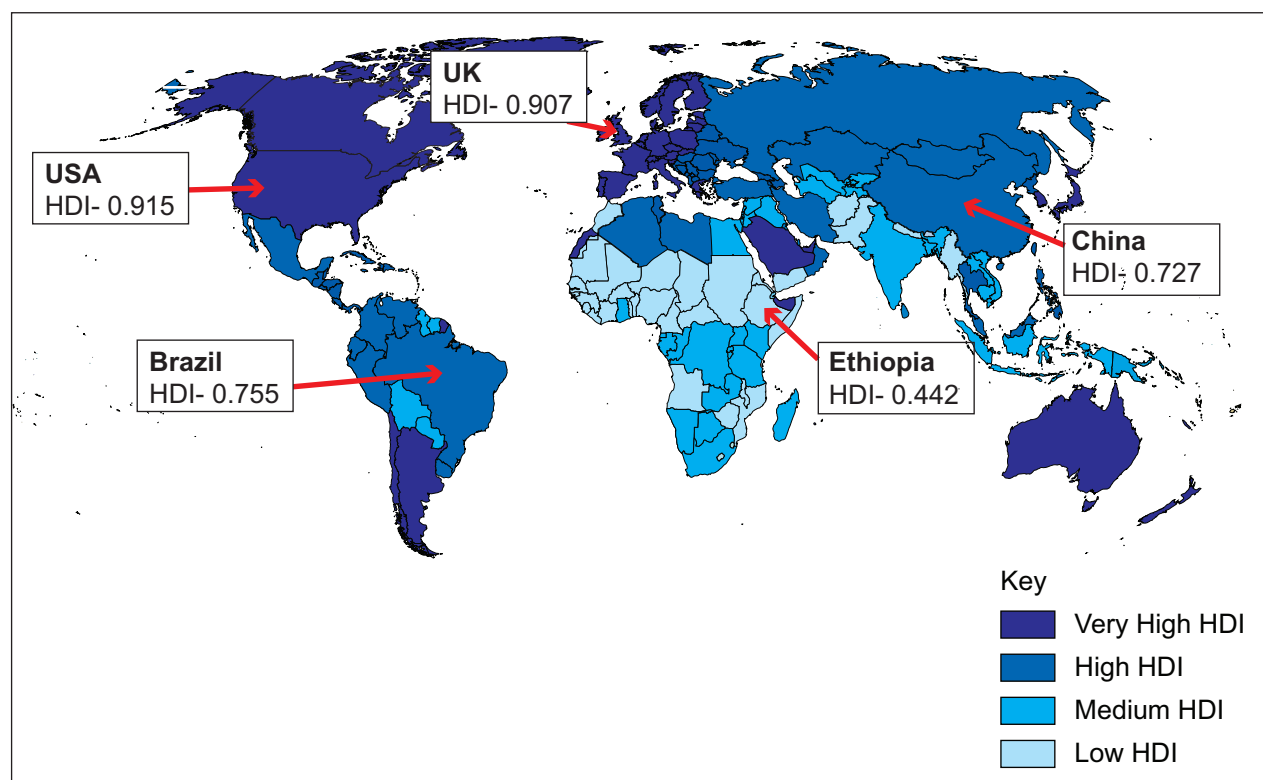 UK
HDI- 0.907
USA
HDI- 0.915
China
HDI- 0.727
Brazil
HDI- 0.755
Ethiopia
HDI- 0.442
Key
Very High HDI
High HDI
Medium HDI
Low HDI